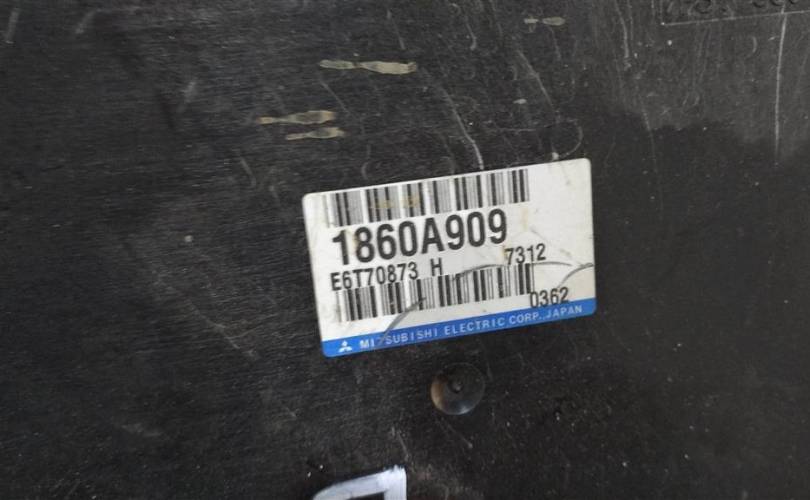 1860A909
E6T70873 H 7312
0362
MITSUBISHI ELECTRIC CORP., JAPAN